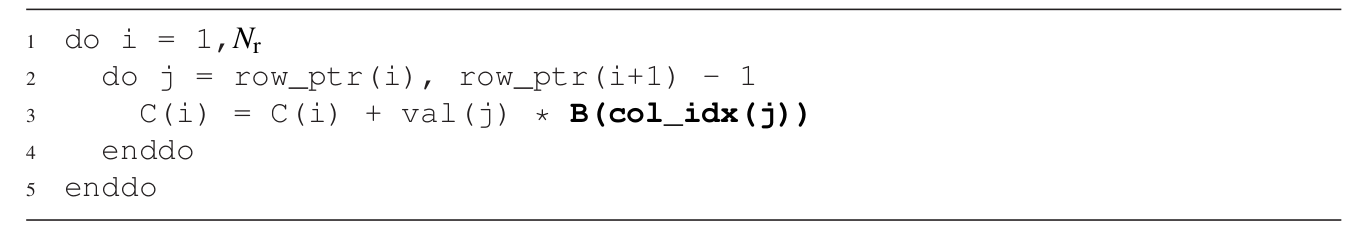 1 do i = 1,Nr
2 do j = row_ptr(i), row_ptr(i+1) - 1
3 C(i) = C(i) + val(j) * B(col_idx(j))
4 enddo
5 enddo